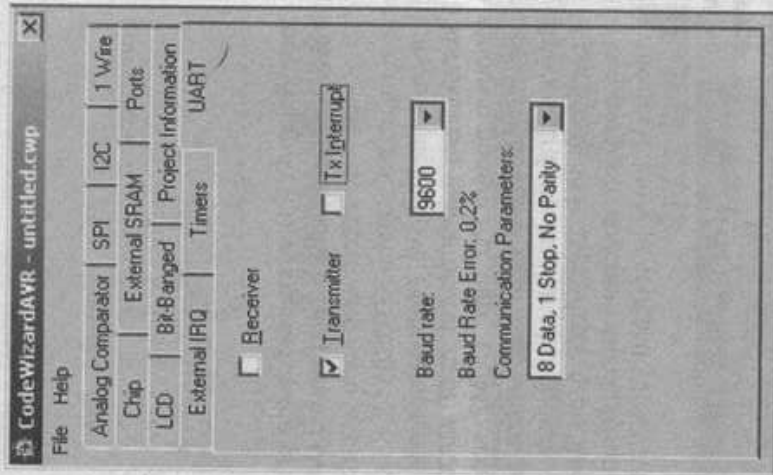 CodeWizardAVR - untitled.cwp
File Help
Analog Comparator SPI I2C 1 Wire
Chip External SRAM Ports
LCD Bit-Banged Project Information
External IRQ Timers UART
Receiver
Transmitter Tx Interrupt
Baud rate: 9600
Baud Rate Error: 0,2%
Communication Parameters:
8 Data, 1 Stop, No Parity